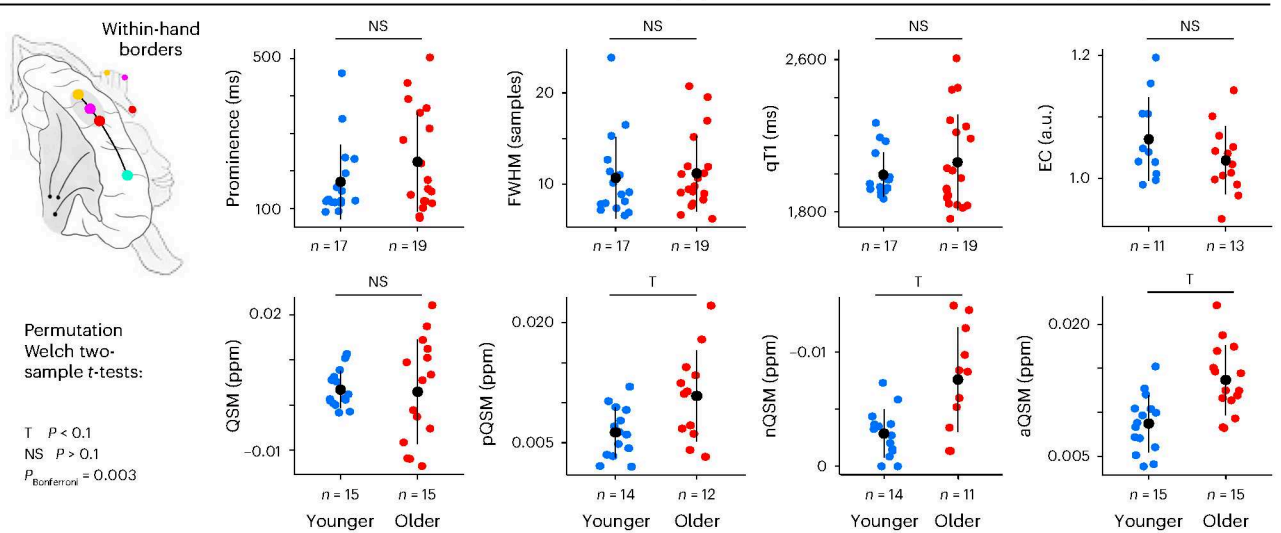 Within-hand
borders
NS
500
100
Prominence (ms)
n = 17
n = 19
NS
20
10
FWHM (samples)
n = 17
n = 19
NS
2,600
1,800
qT1 (ms)
n = 17
n = 19
NS
1.2
1.0
EC (a.u.)
n = 11
n = 13
Permutation
Welch two-
sample t-tests:
T P < 0.1
NS P > 0.1
PBonferroni = 0.003
NS
0.02
−0.01
QSM (ppm)
n = 15
n = 15
Younger Older
T
0.020
0.005
pQSM (ppm)
n = 14
n = 12
Younger Older
T
−0.01
0
nQSM (ppm)
n = 14
n = 11
Younger Older
T
0.020
0.005
aQSM (ppm)
n = 15
n = 15
Younger Older